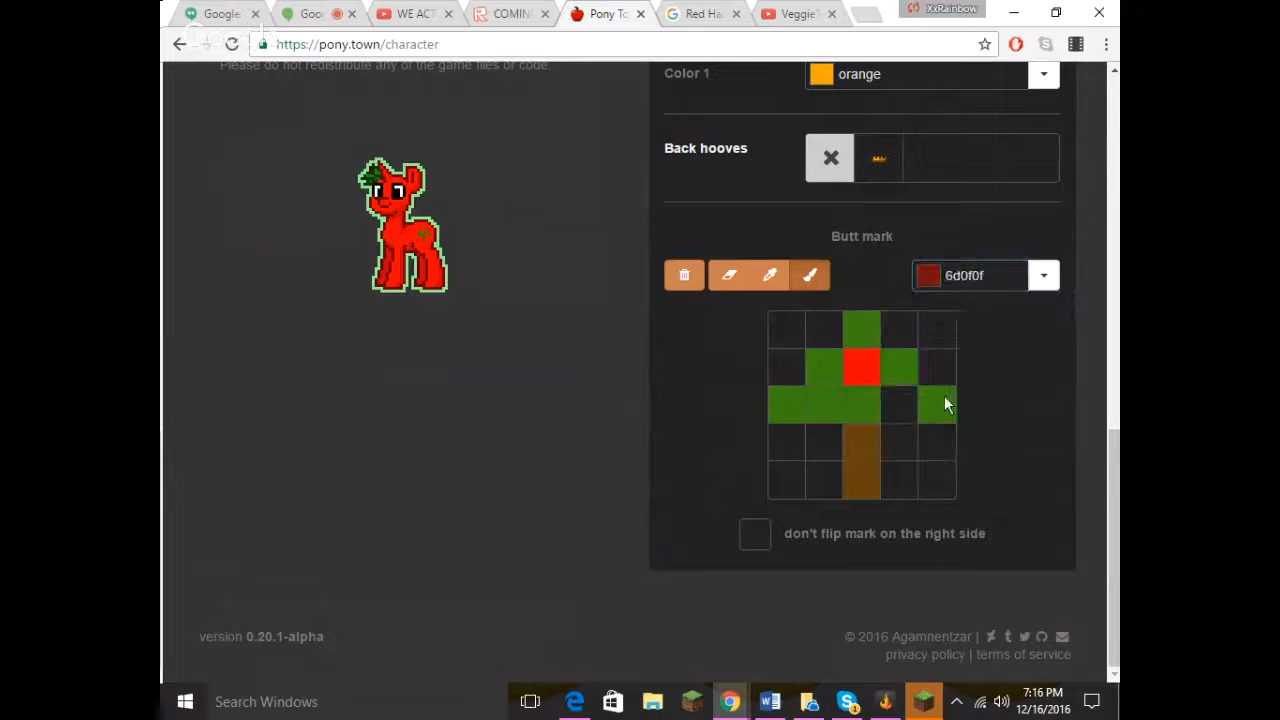 Google
Goo
WE ACT
COMIN
Pony To
Red Ha
Veggie
XxRainbow
https://pony.town/character
Please do not redistribute any of the game files or code.
Color 1
orange
Back hooves
Butt mark
6d0f0f
don't flip mark on the right side
version 0.20.1-alpha
© 2016 Agamnentzar |
privacy policy | terms of service
Search Windows
7:16 PM
12/16/2016